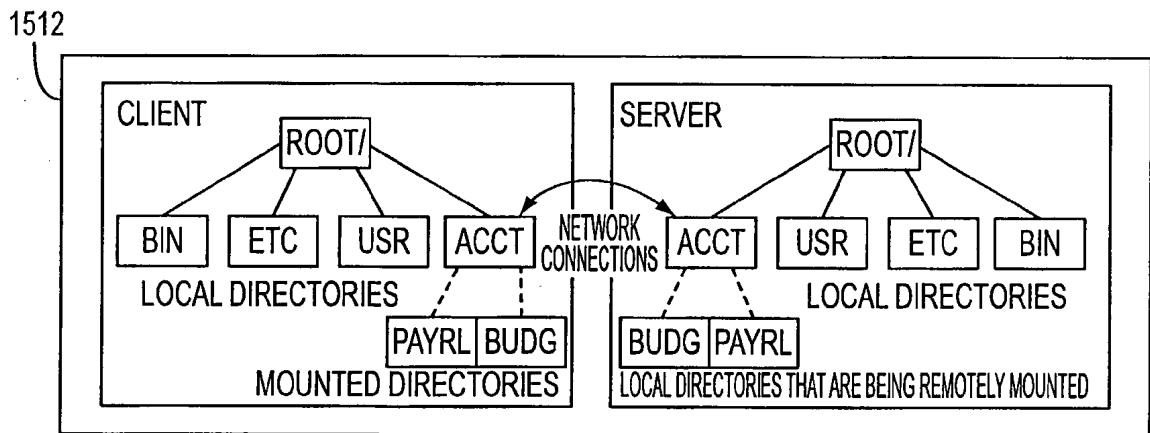 1512
CLIENT
ROOT/
BIN
ETC
USR
ACCT
LOCAL DIRECTORIES
PAYRL
BUDG
MOUNTED DIRECTORIES
NETWORK
CONNECTIONS
SERVER
ROOT/
ACCT
USR
ETC
BIN
LOCAL DIRECTORIES
BUDG
PAYRL
LOCAL DIRECTORIES THAT ARE BEING REMOTELY MOUNTED